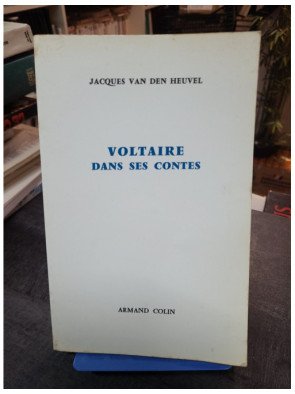 JACQUES VAN DEN HEUVEL
VOLTAIRE
DANS SES CONTES
ARMAND COLIN